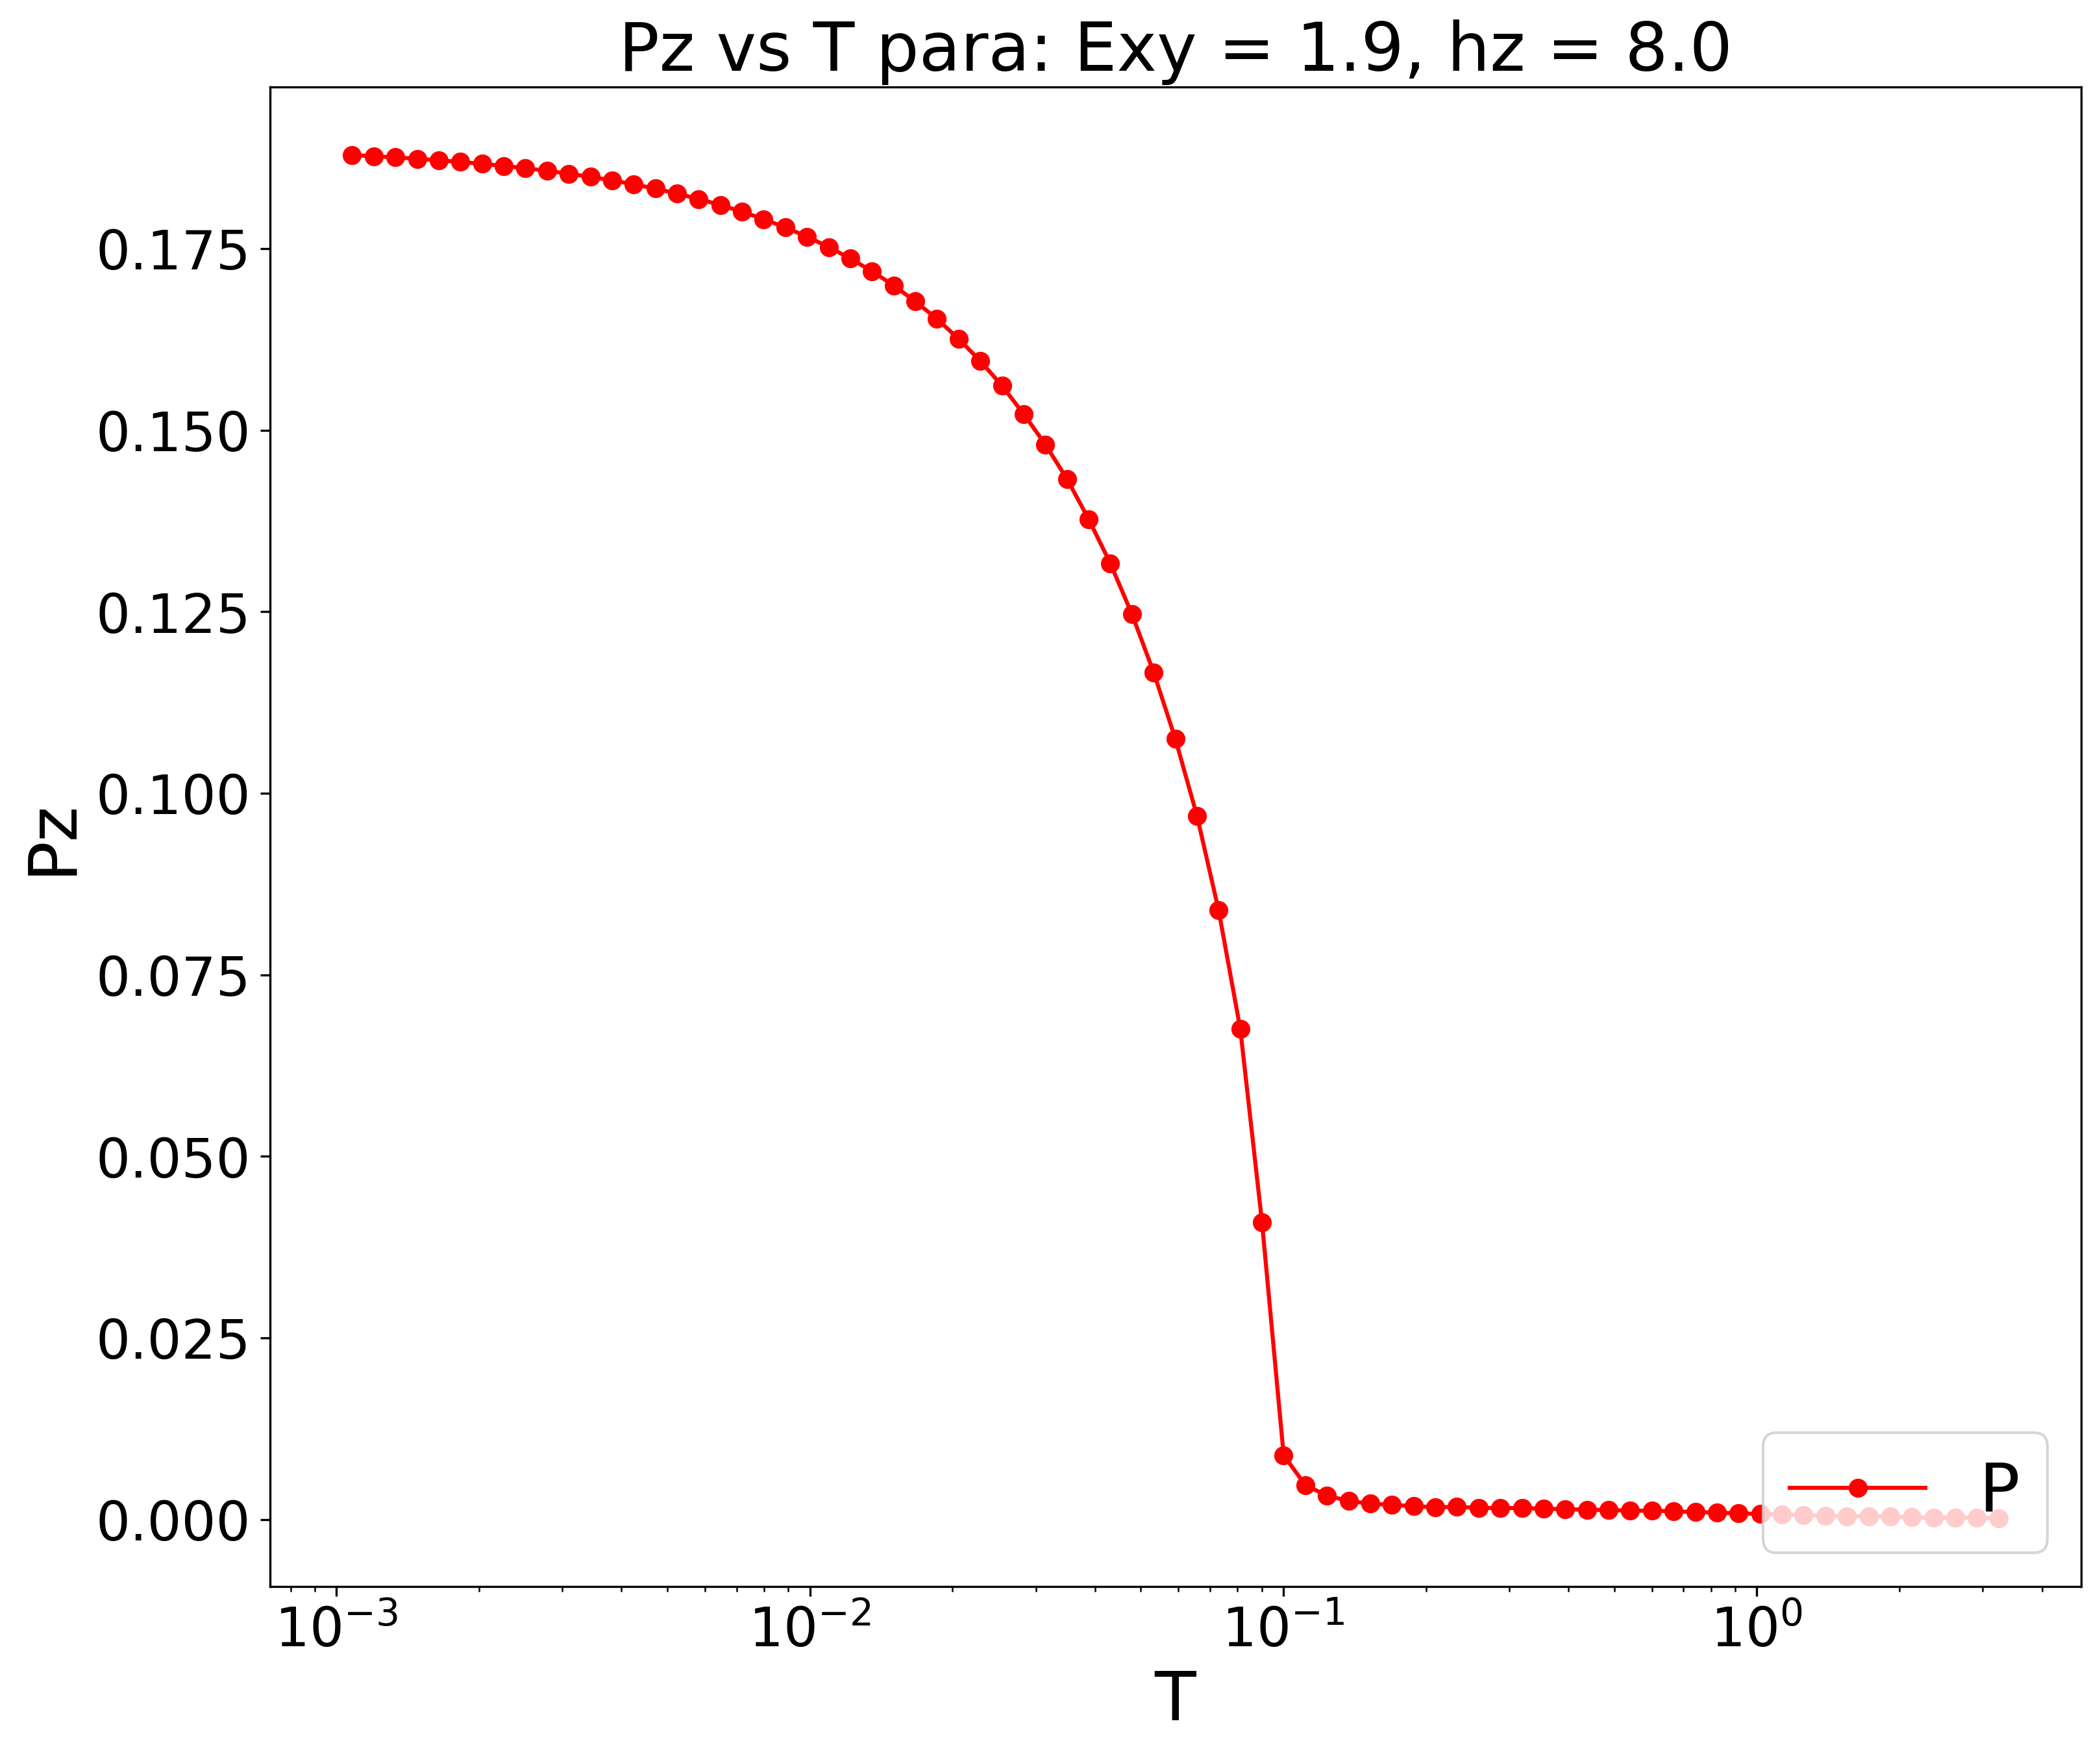 Pz vs T para: Exy = 1.9, hz = 8.0
Pz
0.175
0.150
0.125
0.100
0.075
0.050
0.025
0.000
P
10⁻³ 10⁻² 10⁻¹ 10⁰
T